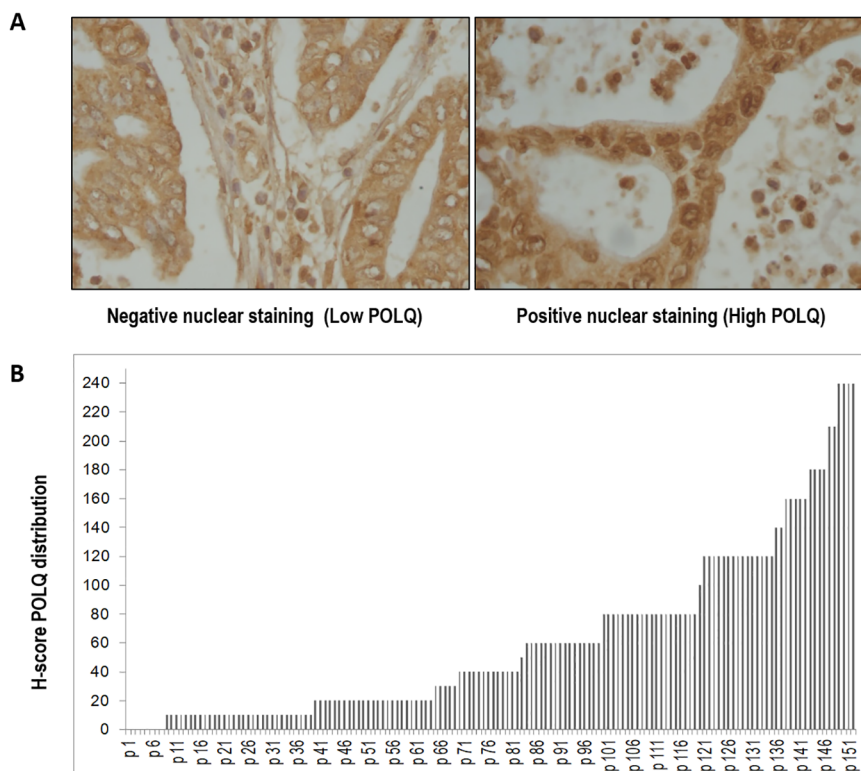 A
Negative nuclear staining (Low POLQ)
Positive nuclear staining (High POLQ)
B
H-score POLQ distribution
240
220
200
180
160
140
120
100
80
60
40
20
0
p 1
p 6
p 11
p 16
p 21
p 26
p 31
p 36
p 41
p 46
p 51
p 56
p 61
p 66
p 71
p 76
p 81
p 86
p 91
p 96
p 101
p 106
p 111
p 116
p 121
p 126
p 131
p 136
p 141
p 146
p 151